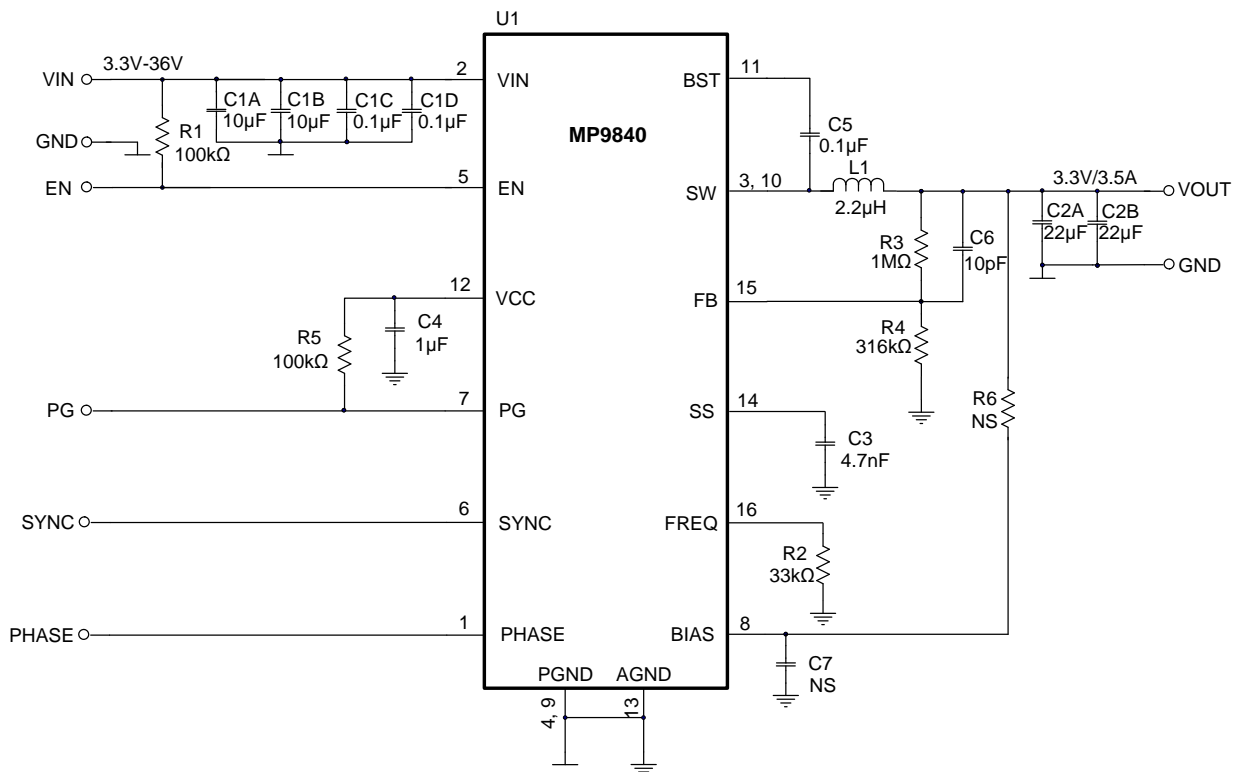 U1
MP9840
VIN
3.3V-36V
2
VIN
C1A
10µF
C1B
10µF
C1C
0.1µF
C1D
0.1µF
GND
R1
100kΩ
EN
5
EN
12
VCC
R5
100kΩ
C4
1µF
PG
7
PG
SYNC
6
SYNC
PHASE
1
PHASE
PGND
4, 9
AGND
13
11
BST
C5
0.1µF
3, 10
SW
L1
2.2µH
3.3V/3.5A
VOUT
C2A
22µF
C2B
22µF
GND
R3
1MΩ
C6
10pF
15
FB
R4
316kΩ
14
SS
C3
4.7nF
R6
NS
16
FREQ
R2
33kΩ
8
BIAS
C7
NS